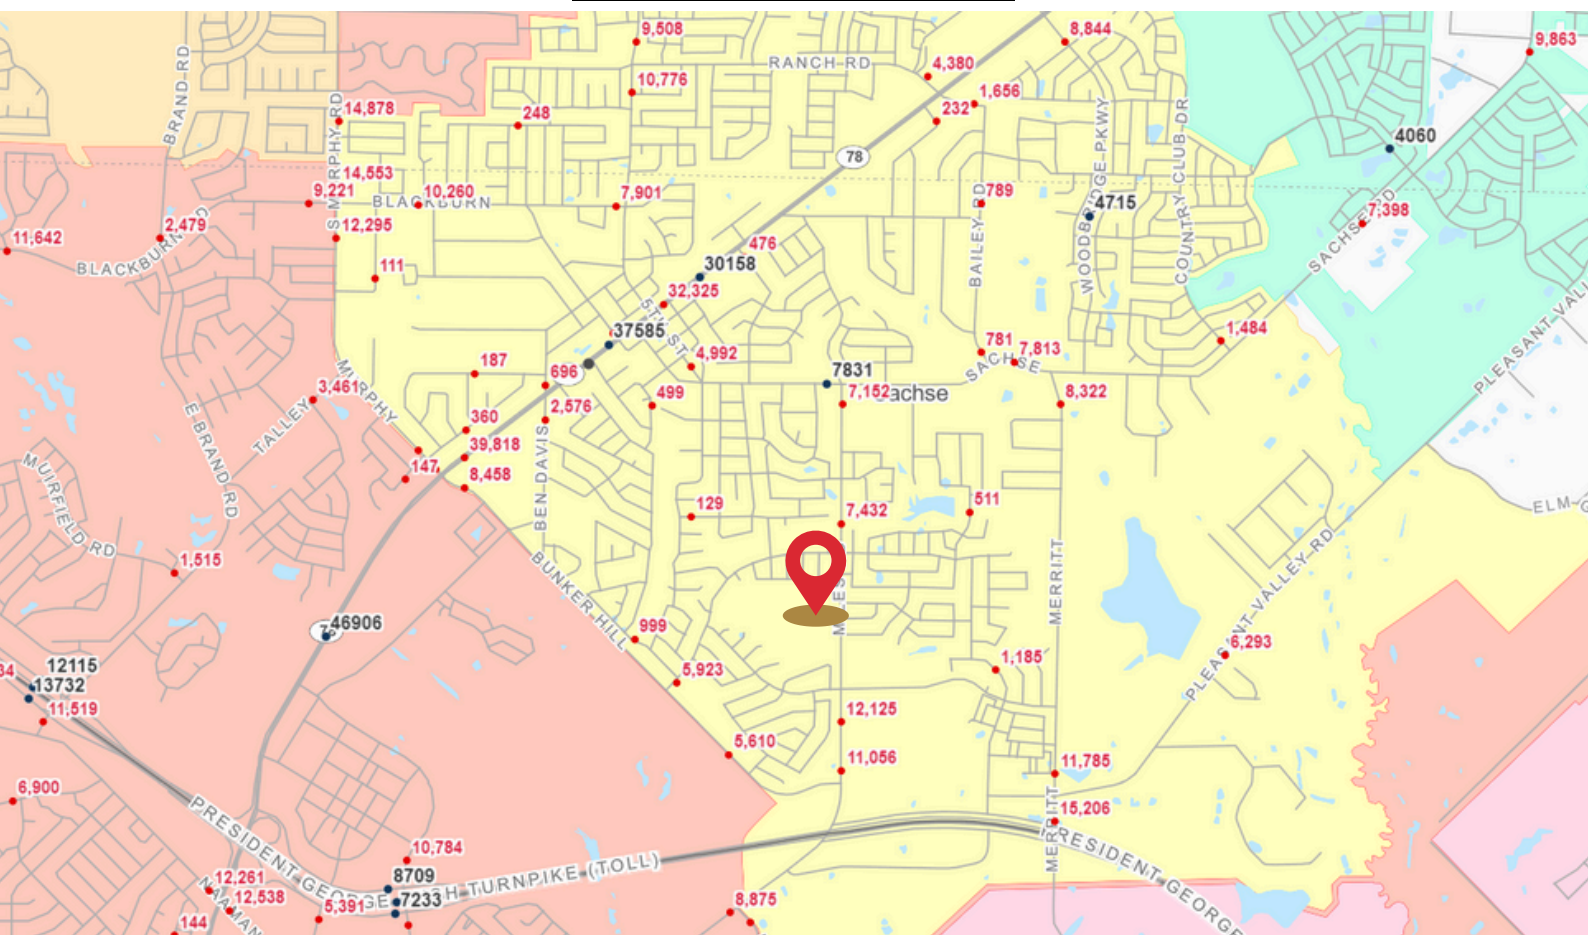 9,508
8,844
9,863
RANCH RD
4,380
BRAND RD
10,776
1,656
14,878
248
232
4060
S MURPHY RD
WOODBRIDGE PKWY
COUNTRY CLUB DR
78
14,553
9,221
10,260
BLACKBURN
7,901
789
BAILEY RD
4715
SACHSE RD
7,398
2,479
12,295
11,642
BLACKBURN RD
476
30158
111
32,325
5TH ST
37585
1,484
781
7,813
SACHSE
4,992
187
696
7831
7,152
Sachse
8,322
MURPHY
3,461
TALLEY
E BRAND RD
499
2,576
360
39,818
147
8,458
BEN DAVIS
MUIRFIELD RD
129
7,432
511
1,515
BUNKER HILL
MERRITT
PLEASANT VALLEY RD
46906
999
6,293
12115
13732
5,923
1,185
11,519
12,125
5,610
11,056
11,785
6,900
15,206
MERRITT
PRESIDENT GEORGE
10,784
8709
TURNPIKE (TOLL)
PRESIDENT GEORGE
12,261
12,538
5,391
7233
8,875
144